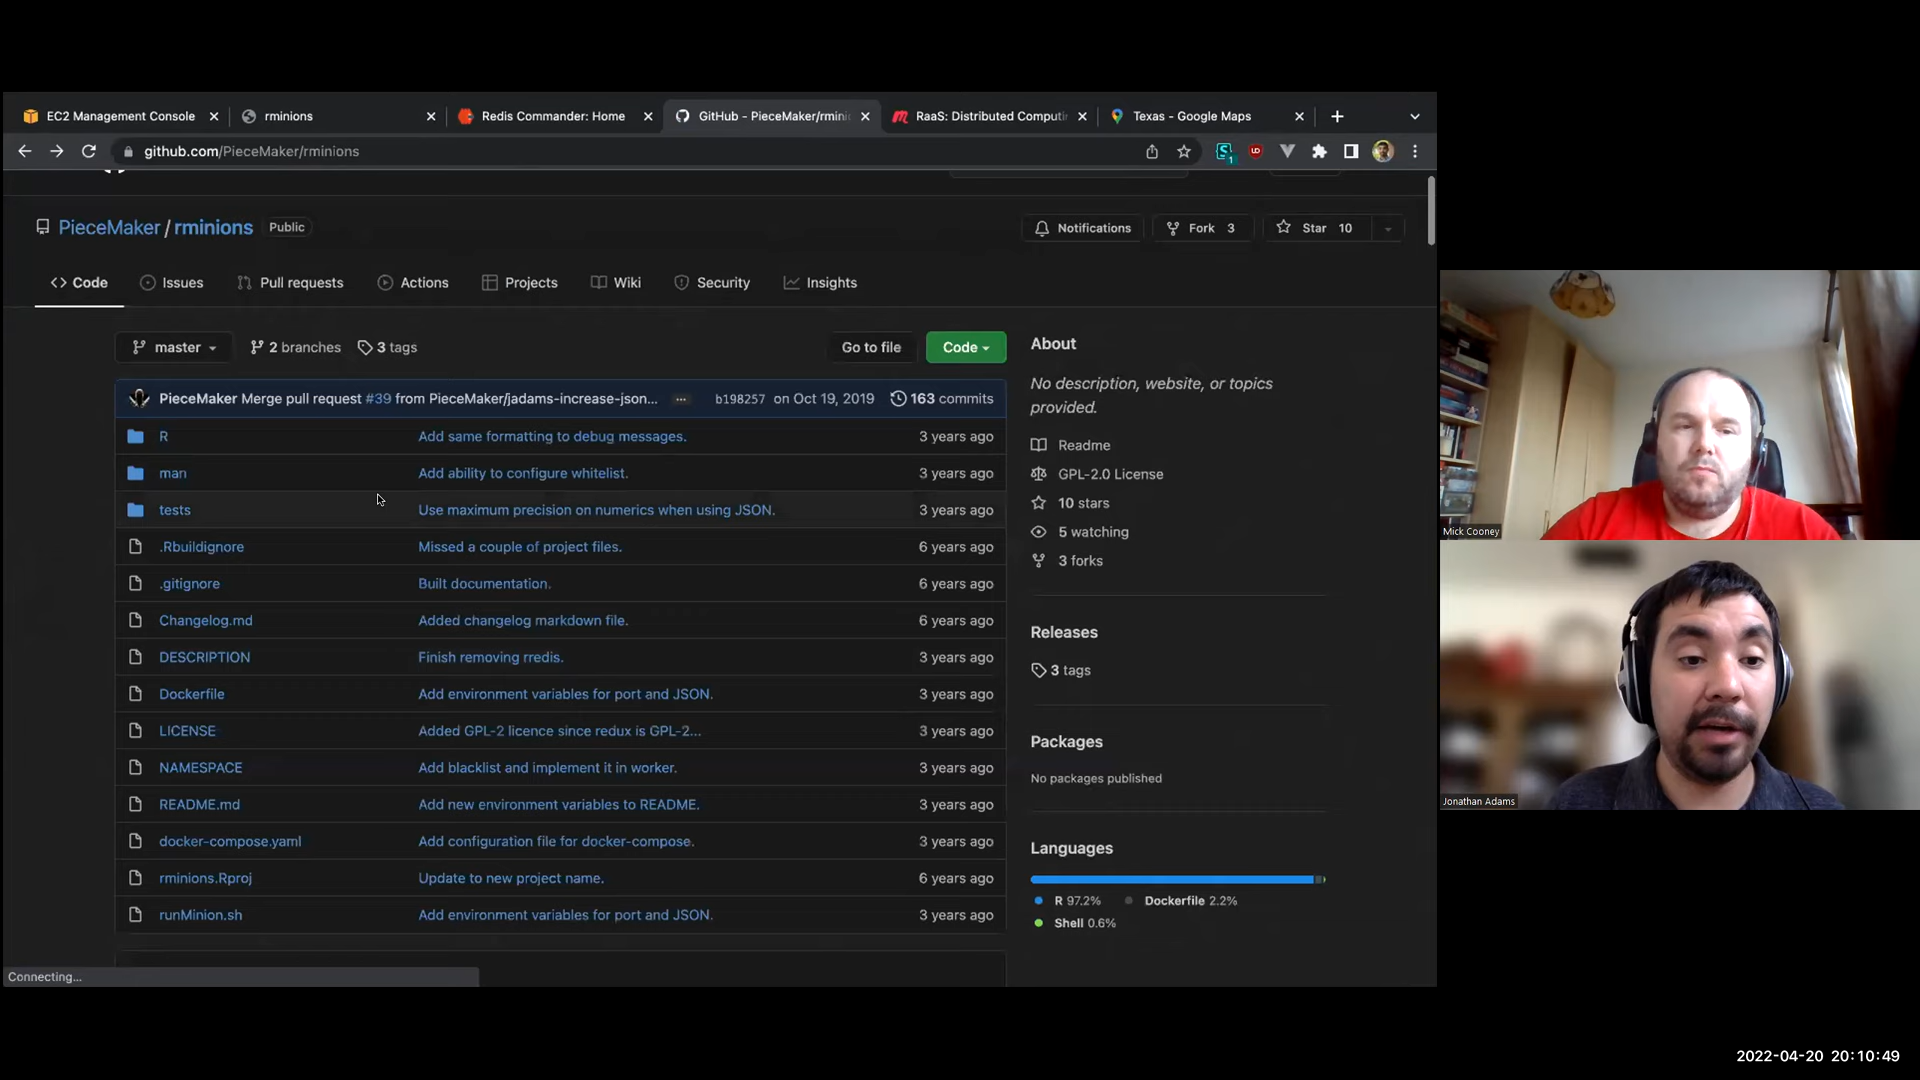 EC2 Management Console
rminions
Redis Commander: Home
GitHub - PieceMaker/rmini
RaaS: Distributed Computi
Texas - Google Maps
github.com/PieceMaker/rminions
PieceMaker / rminions Public
Notifications
Fork 3
Star 10
Code
Issues
Pull requests
Actions
Projects
Wiki
Security
Insights
master
2 branches
3 tags
Go to file
Code
PieceMaker Merge pull request #39 from PieceMaker/jadams-increase-json... ... b198257 on Oct 19, 2019 163 commits
R Add same formatting to debug messages. 3 years ago
man Add ability to configure whitelist. 3 years ago
tests Use maximum precision on numerics when using JSON. 3 years ago
.Rbuildignore Missed a couple of project files. 6 years ago
.gitignore Built documentation. 6 years ago
Changelog.md Added changelog markdown file. 6 years ago
DESCRIPTION Finish removing rredis. 3 years ago
Dockerfile Add environment variables for port and JSON. 3 years ago
LICENSE Added GPL-2 licence since redux is GPL-2... 3 years ago
NAMESPACE Add blacklist and implement it in worker. 3 years ago
README.md Add new environment variables to README. 3 years ago
docker-compose.yaml Add configuration file for docker-compose. 3 years ago
rminions.Rproj Update to new project name. 6 years ago
runMinion.sh Add environment variables for port and JSON. 3 years ago
About
No description, website, or topics
provided.
Readme
GPL-2.0 License
10 stars
5 watching
3 forks
Releases
3 tags
Packages
No packages published
Languages
R 97.2% Dockerfile 2.2%
Shell 0.6%
Connecting...
Mick Cooney
Jonathan Adams
2022-04-20 20:10:49